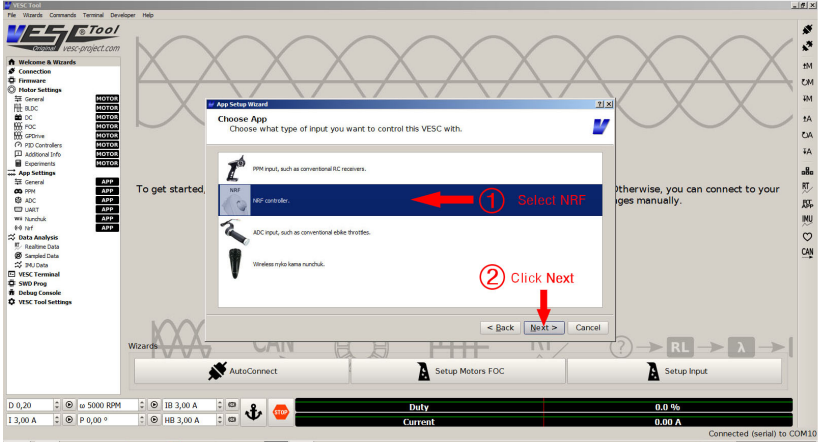 VESC Tool
File Wizards Commands Terminal Developer Help
VESC® Tool
Original vesc-project.com
Welcome & Wizards
Connection
Firmware
Motor Settings
General MOTOR
BLDC MOTOR
DC MOTOR
FOC MOTOR
GPDrive MOTOR
PID Controllers MOTOR
Additional Info MOTOR
Experiments MOTOR
App Settings
General APP
PPM APP
ADC APP
UART APP
Nunchuk APP
Nrf APP
Data Analysis
Realtime Data
Sampled Data
IMU Data
VESC Terminal
SWD Prog
Debug Console
VESC Tool Settings
To get started,
Otherwise, you can connect to your
ges manually.
App Setup Wizard
Choose App
Choose what type of input you want to control this VESC with.
PPM input, such as conventional RC receivers.
NRF
NRF controller.
1 Select NRF
ADC input, such as conventional ebike throttles.
Wireless nyko kama nunchuk.
2 Click Next
< Back Next > Cancel
Wizards
CAN
RT
? RL λ
AutoConnect
Setup Motors FOC
Setup Input
↑M
↓M
↑A
↓A
RT
RT APP
IMU
CAN
D 0,20
ω 5000 RPM
IB 3,00 A
I 3,00 A
P 0,00 °
HB 3,00 A
STOP
Duty 0.0 %
Current 0.00 A
Connected (serial) to COM10